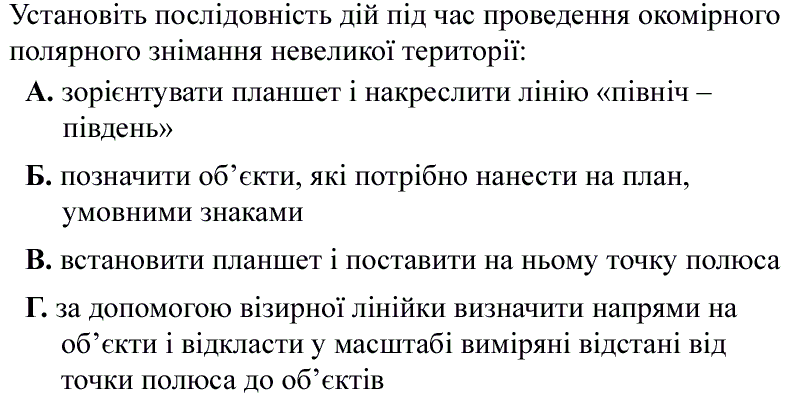 Установіть послідовність дій під час проведення окомірного
полярного знімання невеликої території:
А. зорієнтувати планшет і накреслити лінію «північ –
південь»
Б. позначити об’єкти, які потрібно нанести на план,
умовними знаками
В. встановити планшет і поставити на ньому точку полюса
Г. за допомогою візирної лінійки визначити напрями на
об’єкти і відкласти у масштабі виміряні відстані від
точки полюса до об’єктів